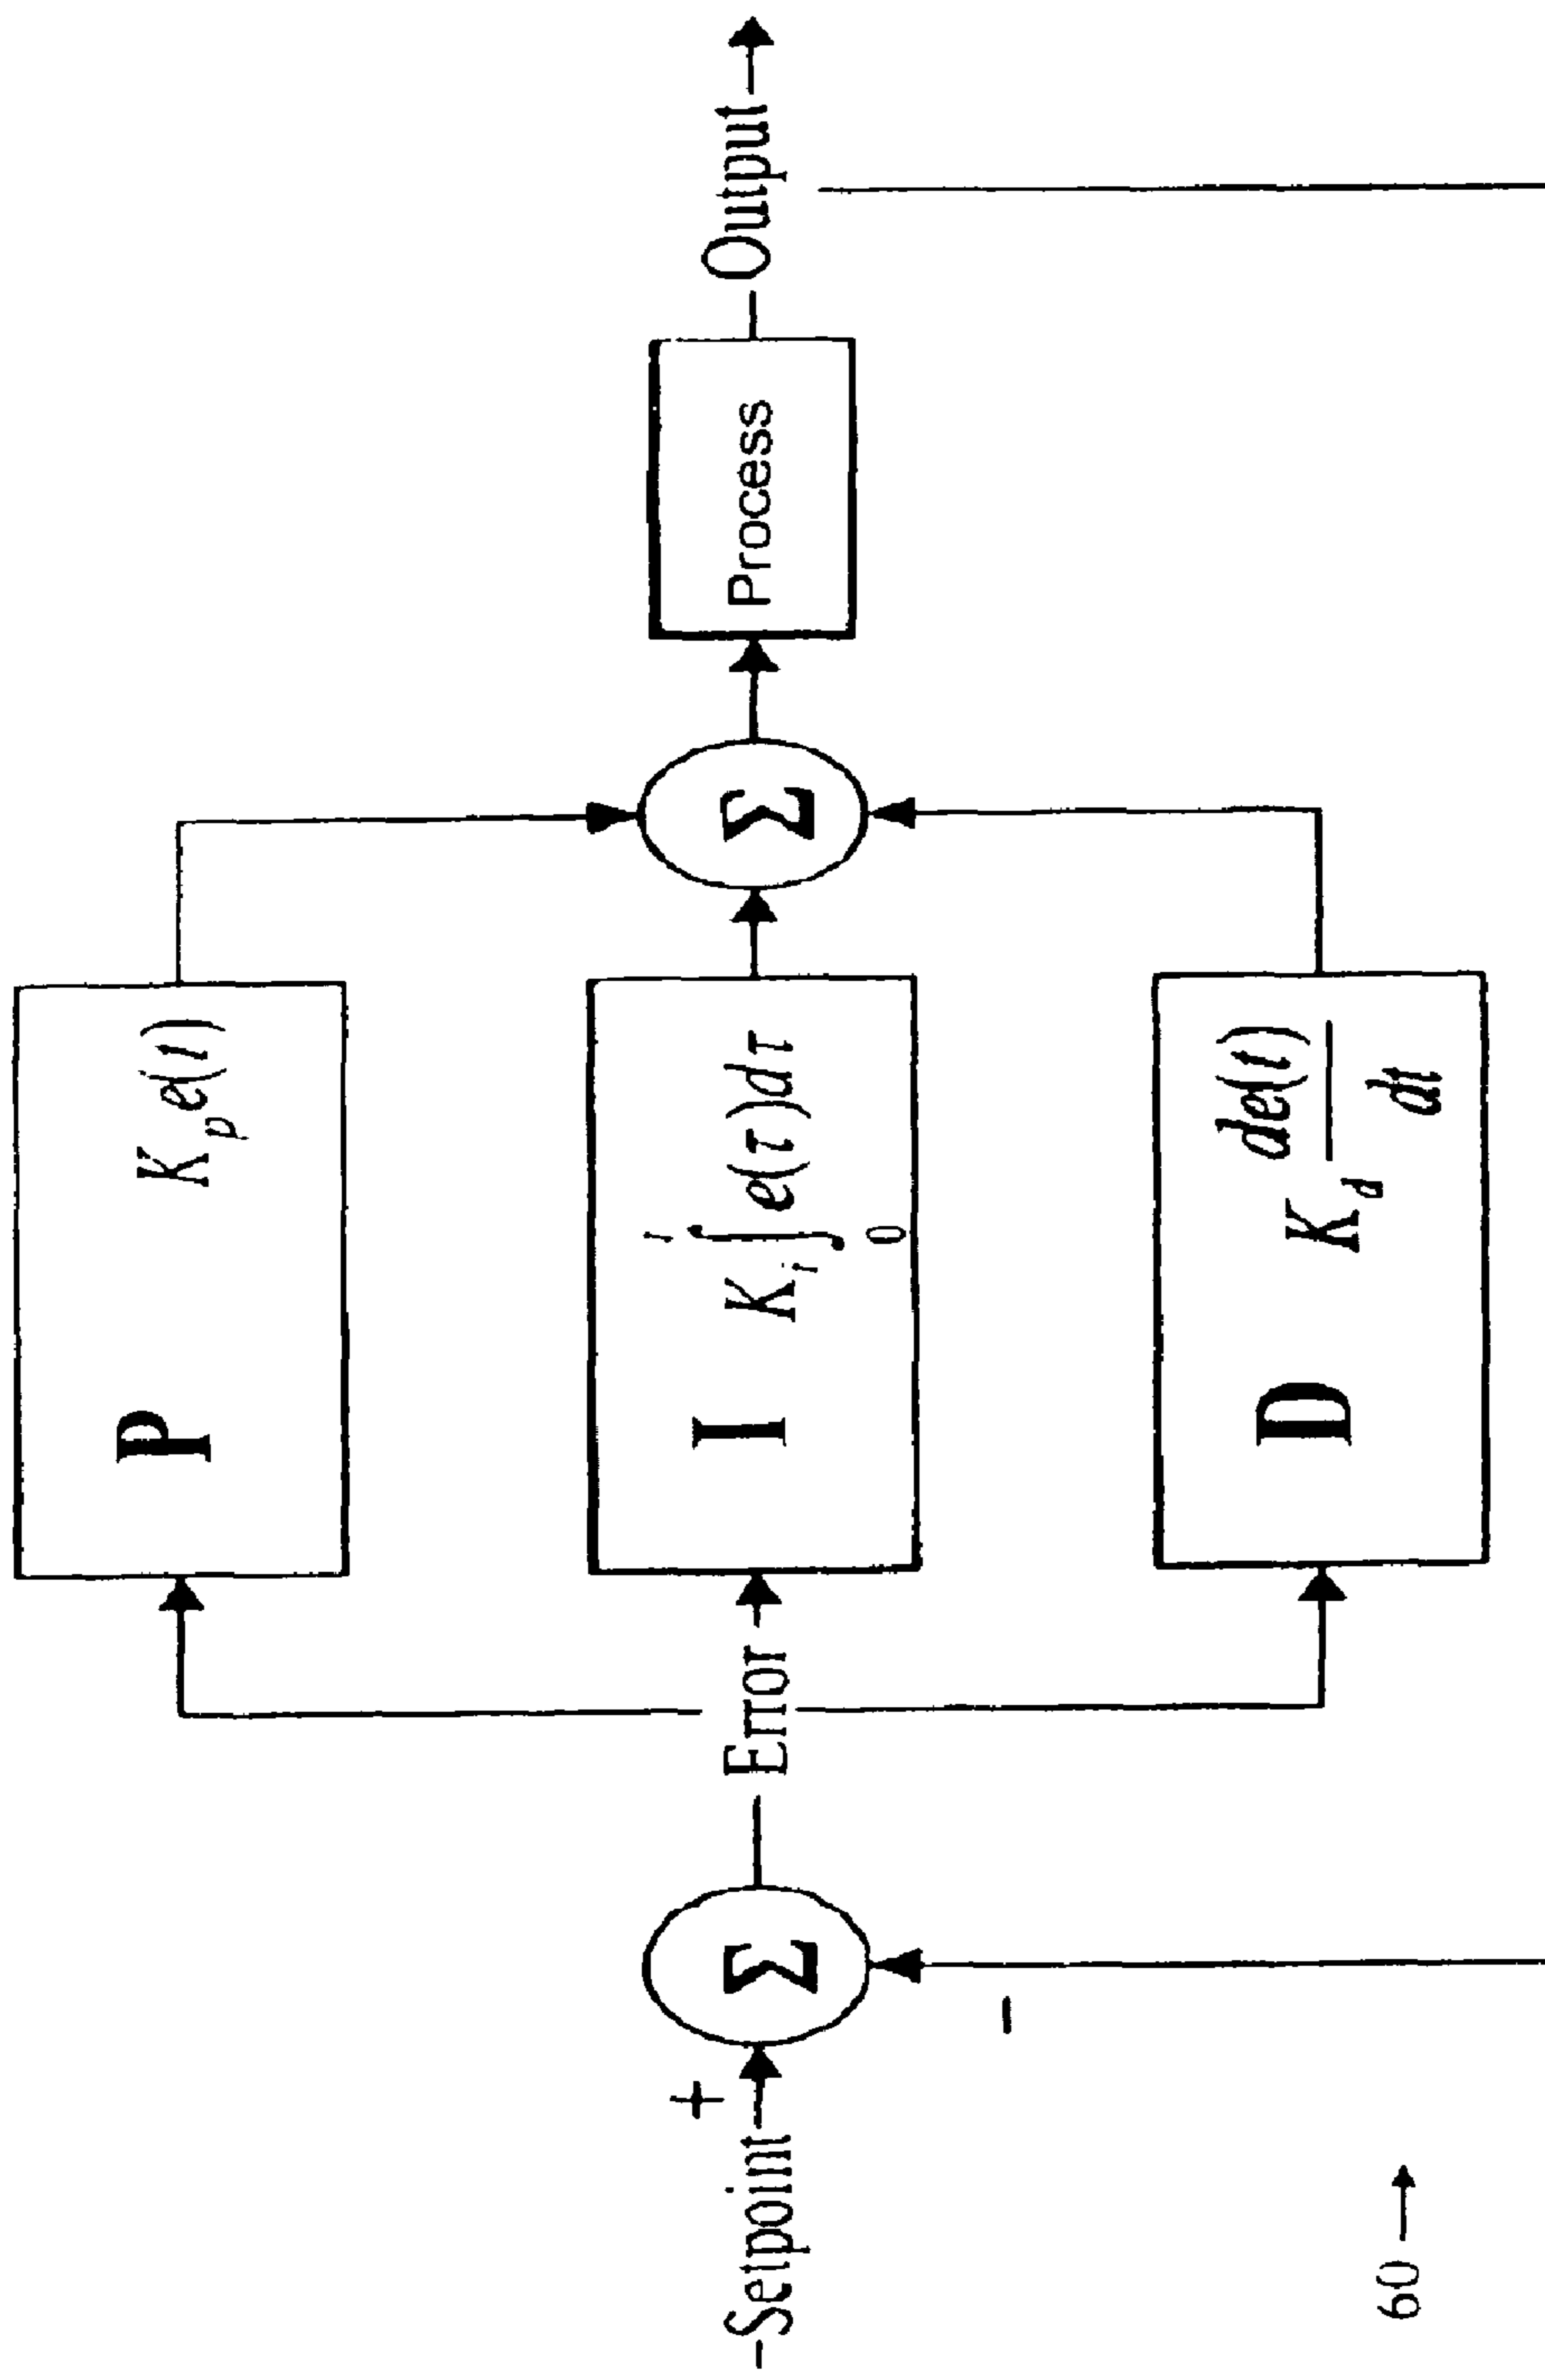 P K_p e(t)
-Setpoint
+
Σ
Error
I K_i ∫_0^t e(τ)dτ
Σ
Process
Output
-
D K_d de(t)/dt
60